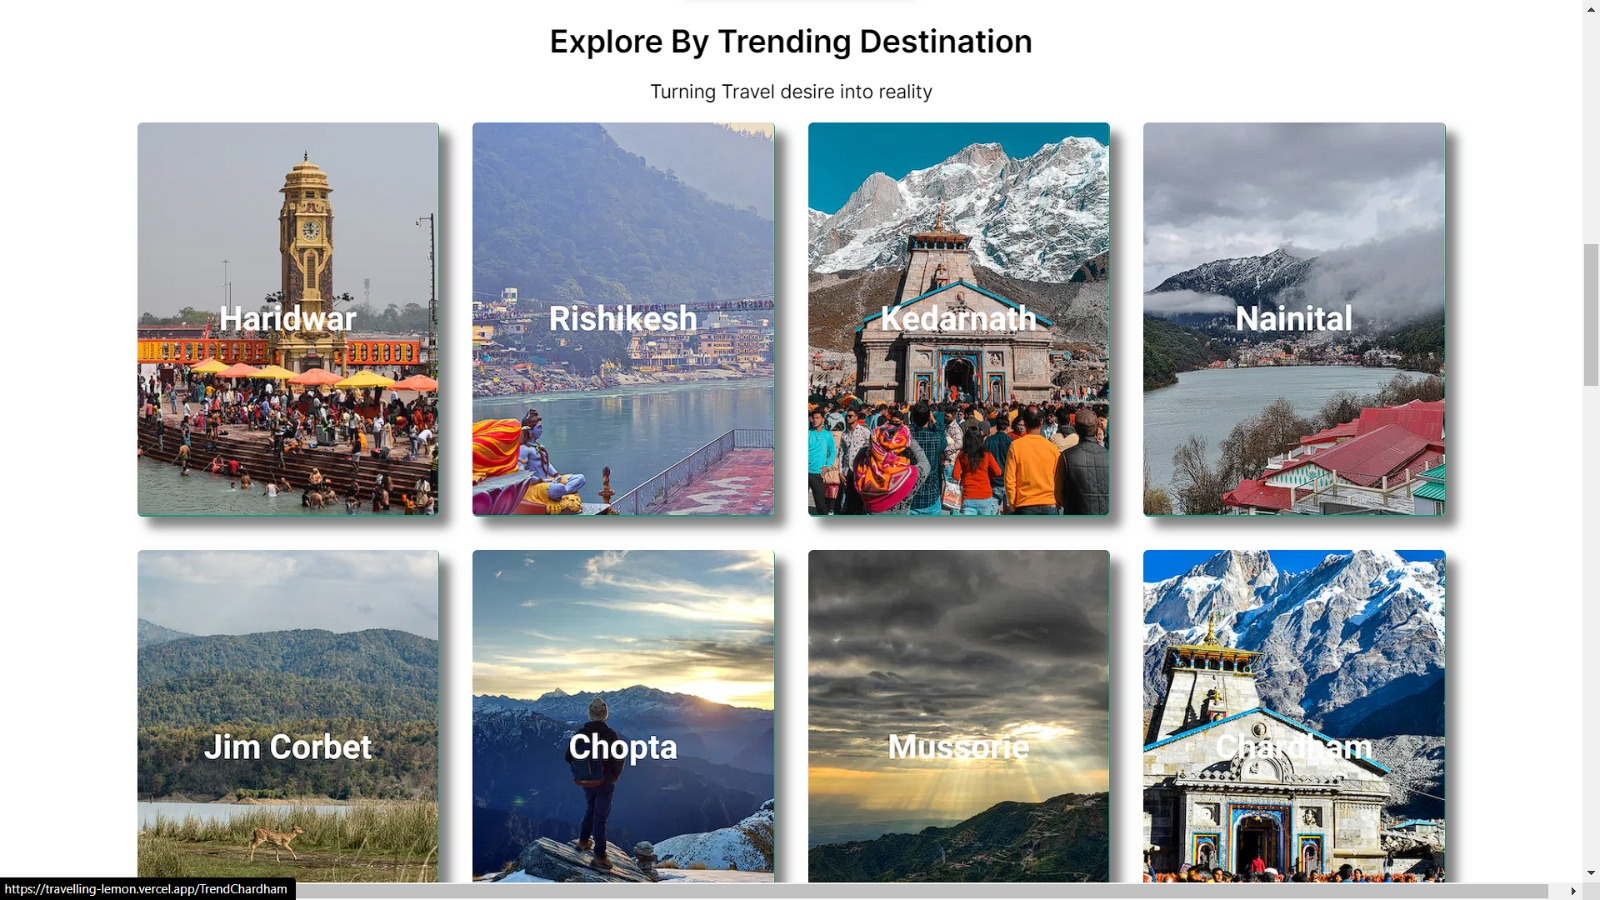 Explore By Trending Destination
Turning Travel desire into reality
Haridwar
Rishikesh
Kedarnath
Nainital
Jim Corbet
Chopta
Mussorie
Chardham
https://travelling-lemon.vercel.app/TrendChardham